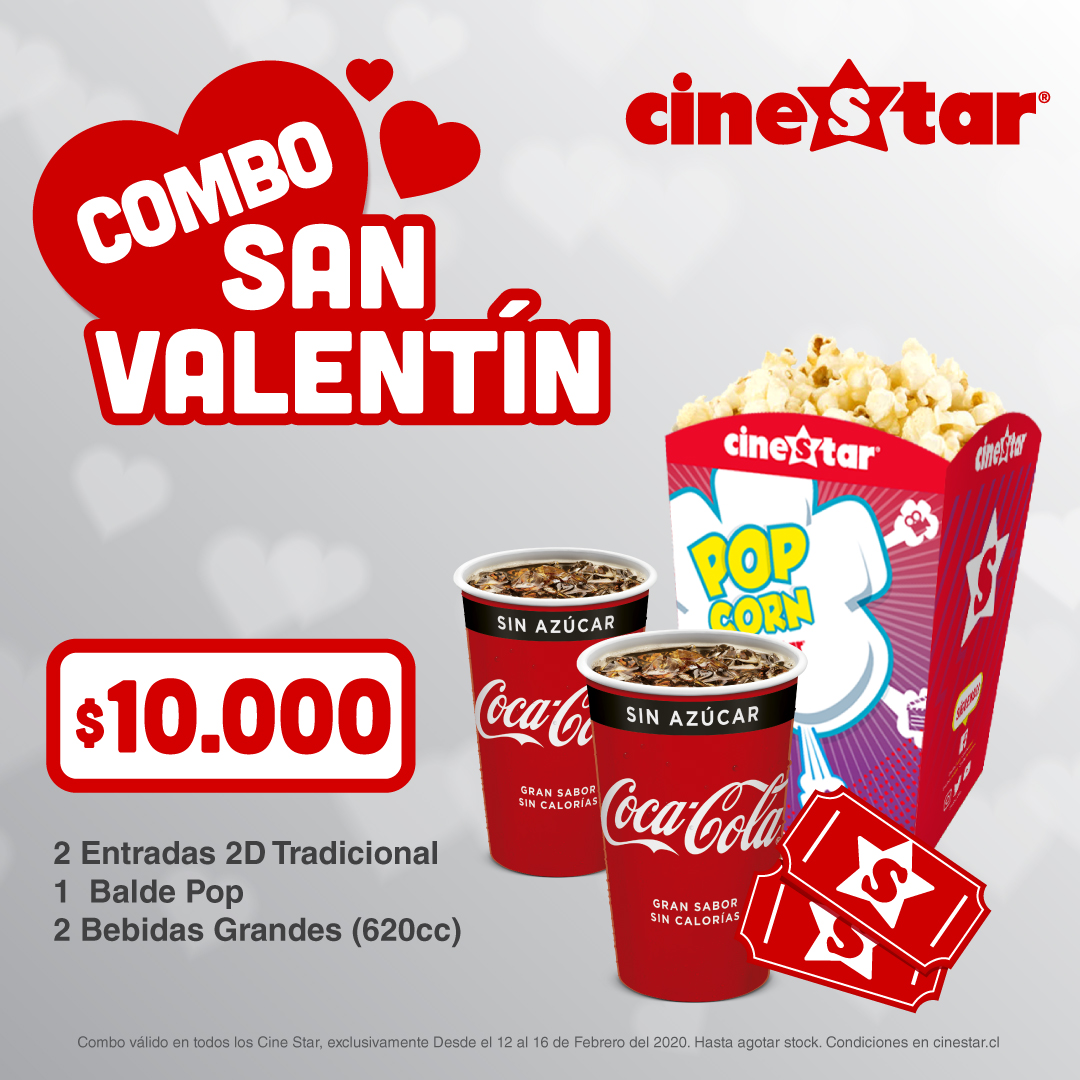 COMBO
SAN
VALENTÍN
cineStar®
cineStar
cineStar
POP
CORN
S
SIN AZÚCAR
Coca-Co
GRAN SABOR
SIN CALORÍAS
SIN AZÚCAR
Coca-Cola
GRAN SABOR
SIN CALORÍAS
S
S
$10.000
2 Entradas 2D Tradicional
1 Balde Pop
2 Bebidas Grandes (620cc)
Combo válido en todos los Cine Star, exclusivamente Desde el 12 al 16 de Febrero del 2020. Hasta agotar stock. Condiciones en cinestar.cl